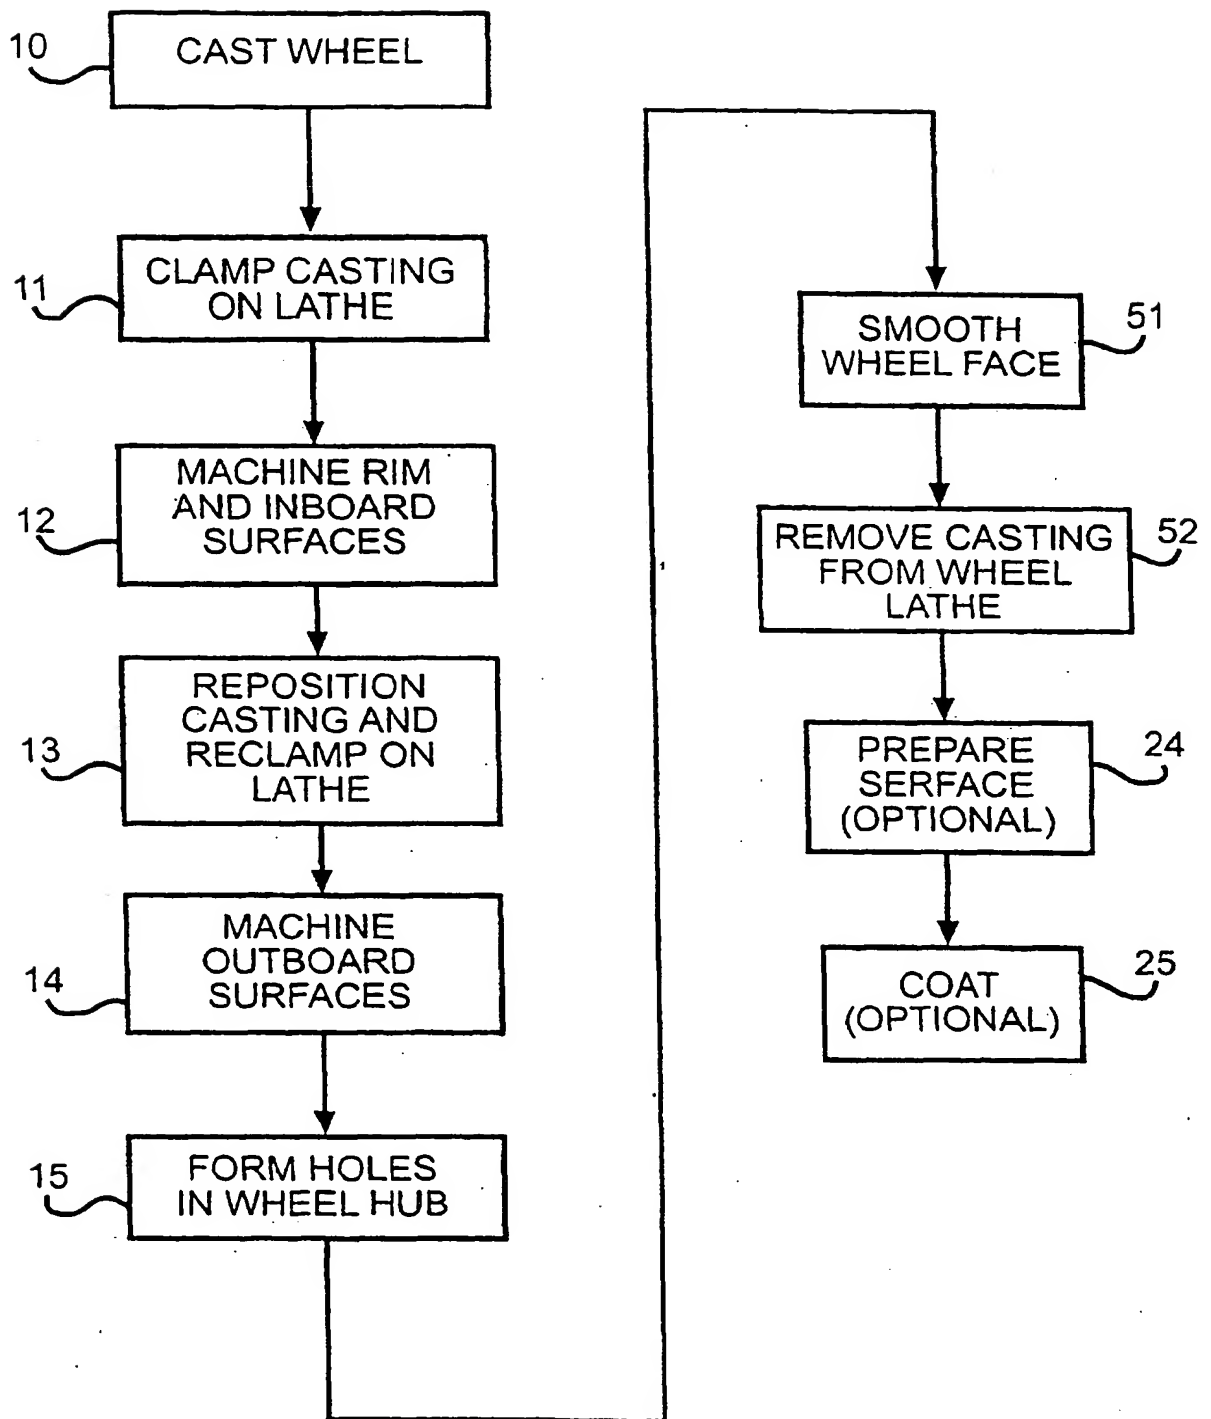 10
CAST WHEEL
11
CLAMP CASTING
ON LATHE
12
MACHINE RIM
AND INBOARD
SURFACES
13
REPOSITION
CASTING AND
RECLAMP ON
LATHE
14
MACHINE
OUTBOARD
SURFACES
15
FORM HOLES
IN WHEEL HUB
51
SMOOTH
WHEEL FACE
52
REMOVE CASTING
FROM WHEEL
LATHE
24
PREPARE
SERFACE
(OPTIONAL)
25
COAT
(OPTIONAL)